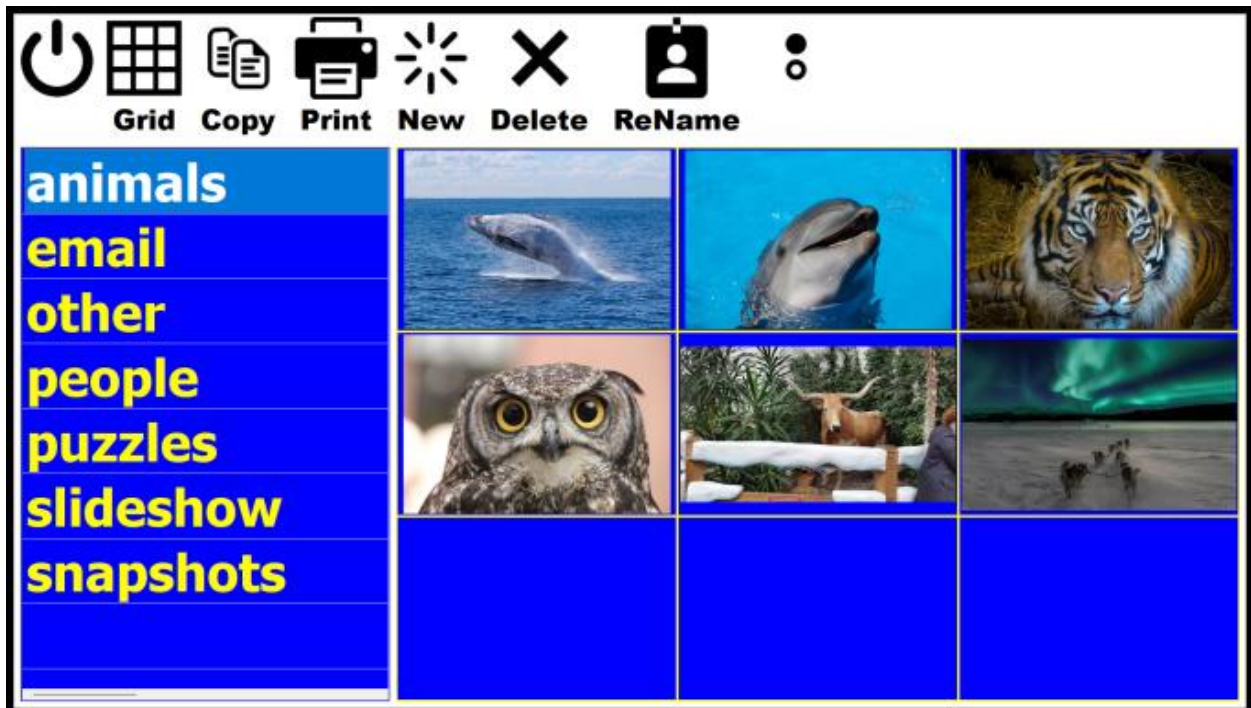 Grid Copy Print New Delete ReName
animals
email
other
people
puzzles
slideshow
snapshots